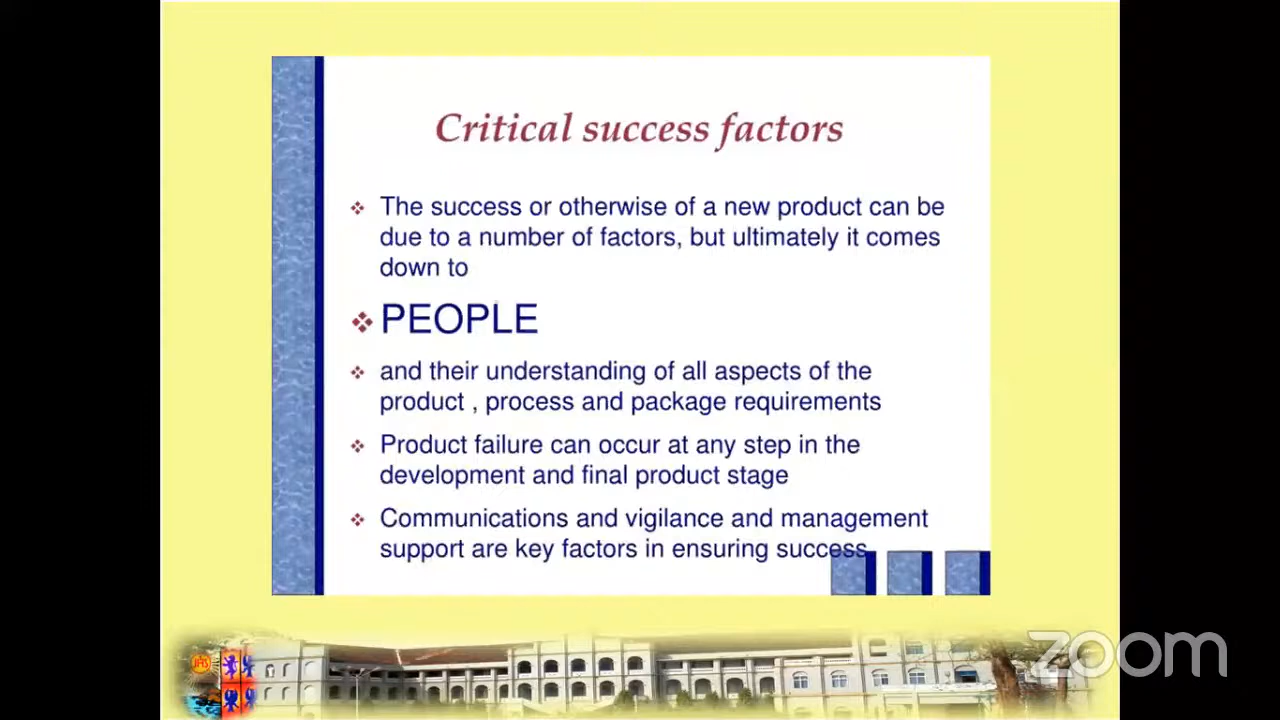 Critical success factors
The success or otherwise of a new product can be
due to a number of factors, but ultimately it comes
down to
PEOPLE
and their understanding of all aspects of the
product , process and package requirements
Product failure can occur at any step in the
development and final product stage
Communications and vigilance and management
support are key factors in ensuring success
JHS
zoom